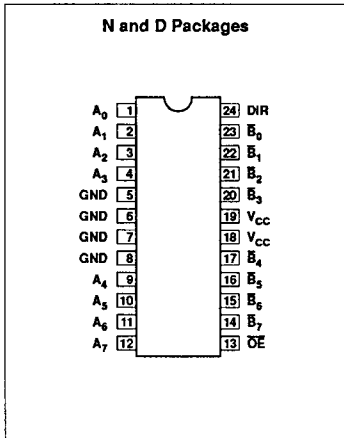 N and D Packages
A0 1 24 DIR
A1 2 23 B̅0
A2 3 22 B̅1
A3 4 21 B̅2
GND 5 20 B̅3
GND 6 19 VCC
GND 7 18 VCC
GND 8 17 B̅4
A4 9 16 B̅5
A5 10 15 B̅6
A6 11 14 B̅7
A7 12 13 O̅E̅